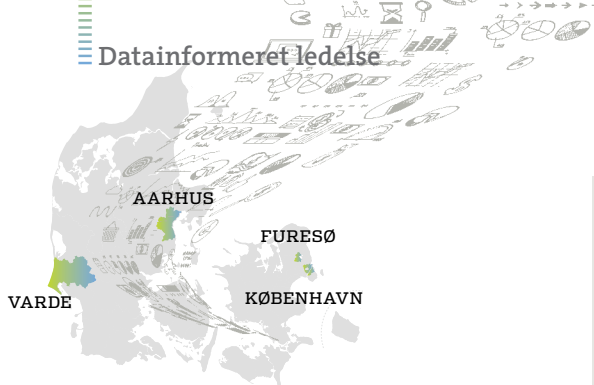 Datainformeret ledelse
AARHUS
FURESØ
KØBENHAVN
VARDE